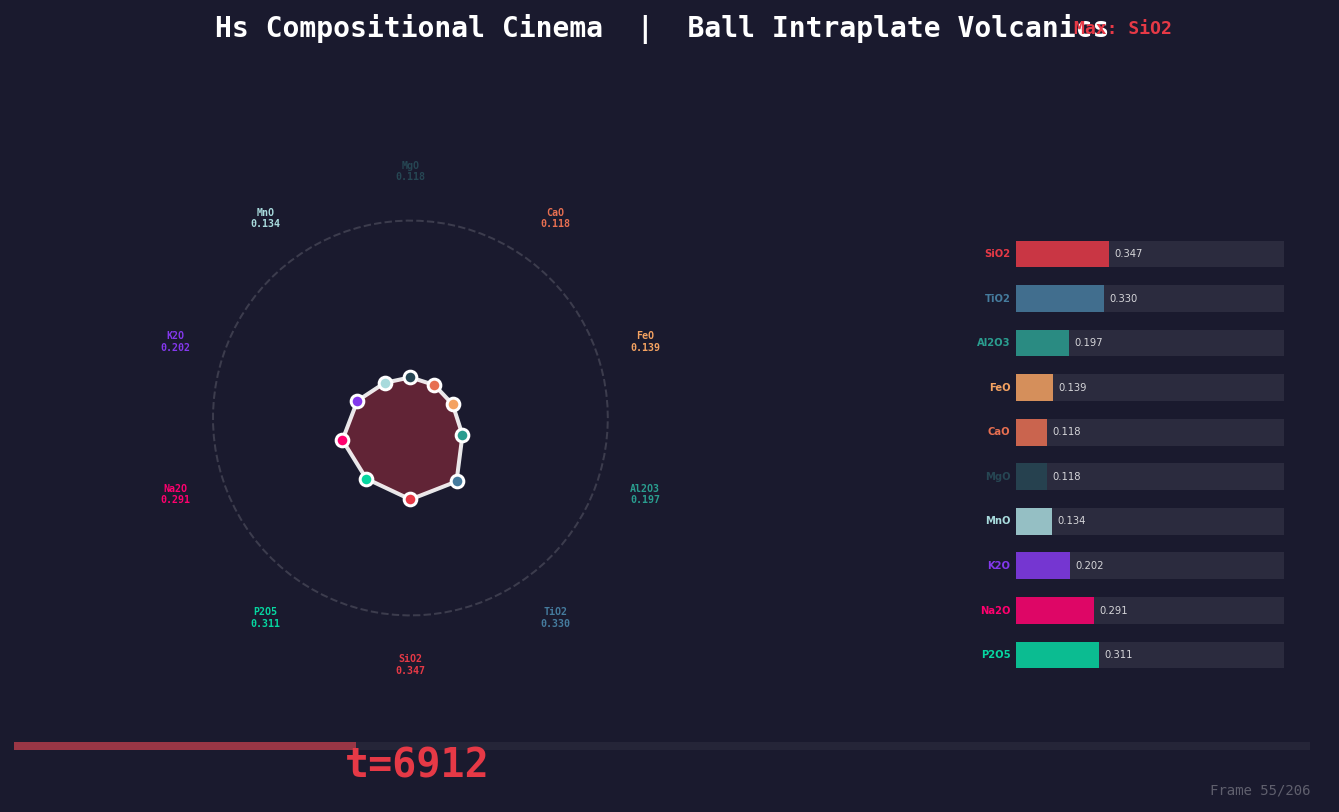 Hs Compositional Cinema | Ball Intraplate Volcanics
Max: SiO2
MgO
0.118
MnO
0.134
CaO
0.118
K2O
0.202
FeO
0.139
Na2O
0.291
Al2O3
0.197
P2O5
0.311
TiO2
0.330
SiO2
0.347
SiO2 0.347
TiO2 0.330
Al2O3 0.197
FeO 0.139
CaO 0.118
MgO 0.118
MnO 0.134
K2O 0.202
Na2O 0.291
P2O5 0.311
t=6912
Frame 55/206